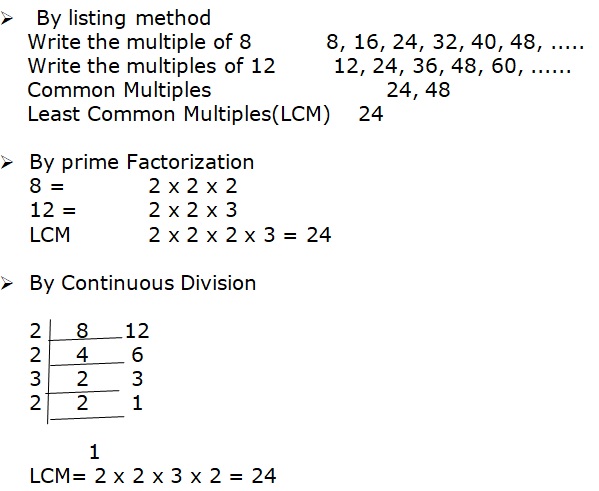 ➢ By listing method
Write the multiple of 8 8, 16, 24, 32, 40, 48, .....
Write the multiples of 12 12, 24, 36, 48, 60, ......
Common Multiples 24, 48
Least Common Multiples(LCM) 24
➢ By prime Factorization
8 = 2 x 2 x 2
12 = 2 x 2 x 3
LCM 2 x 2 x 2 x 3 = 24
➢ By Continuous Division
2 8 12
2 4 6
3 2 3
2 2 1
1
LCM= 2 x 2 x 3 x 2 = 24